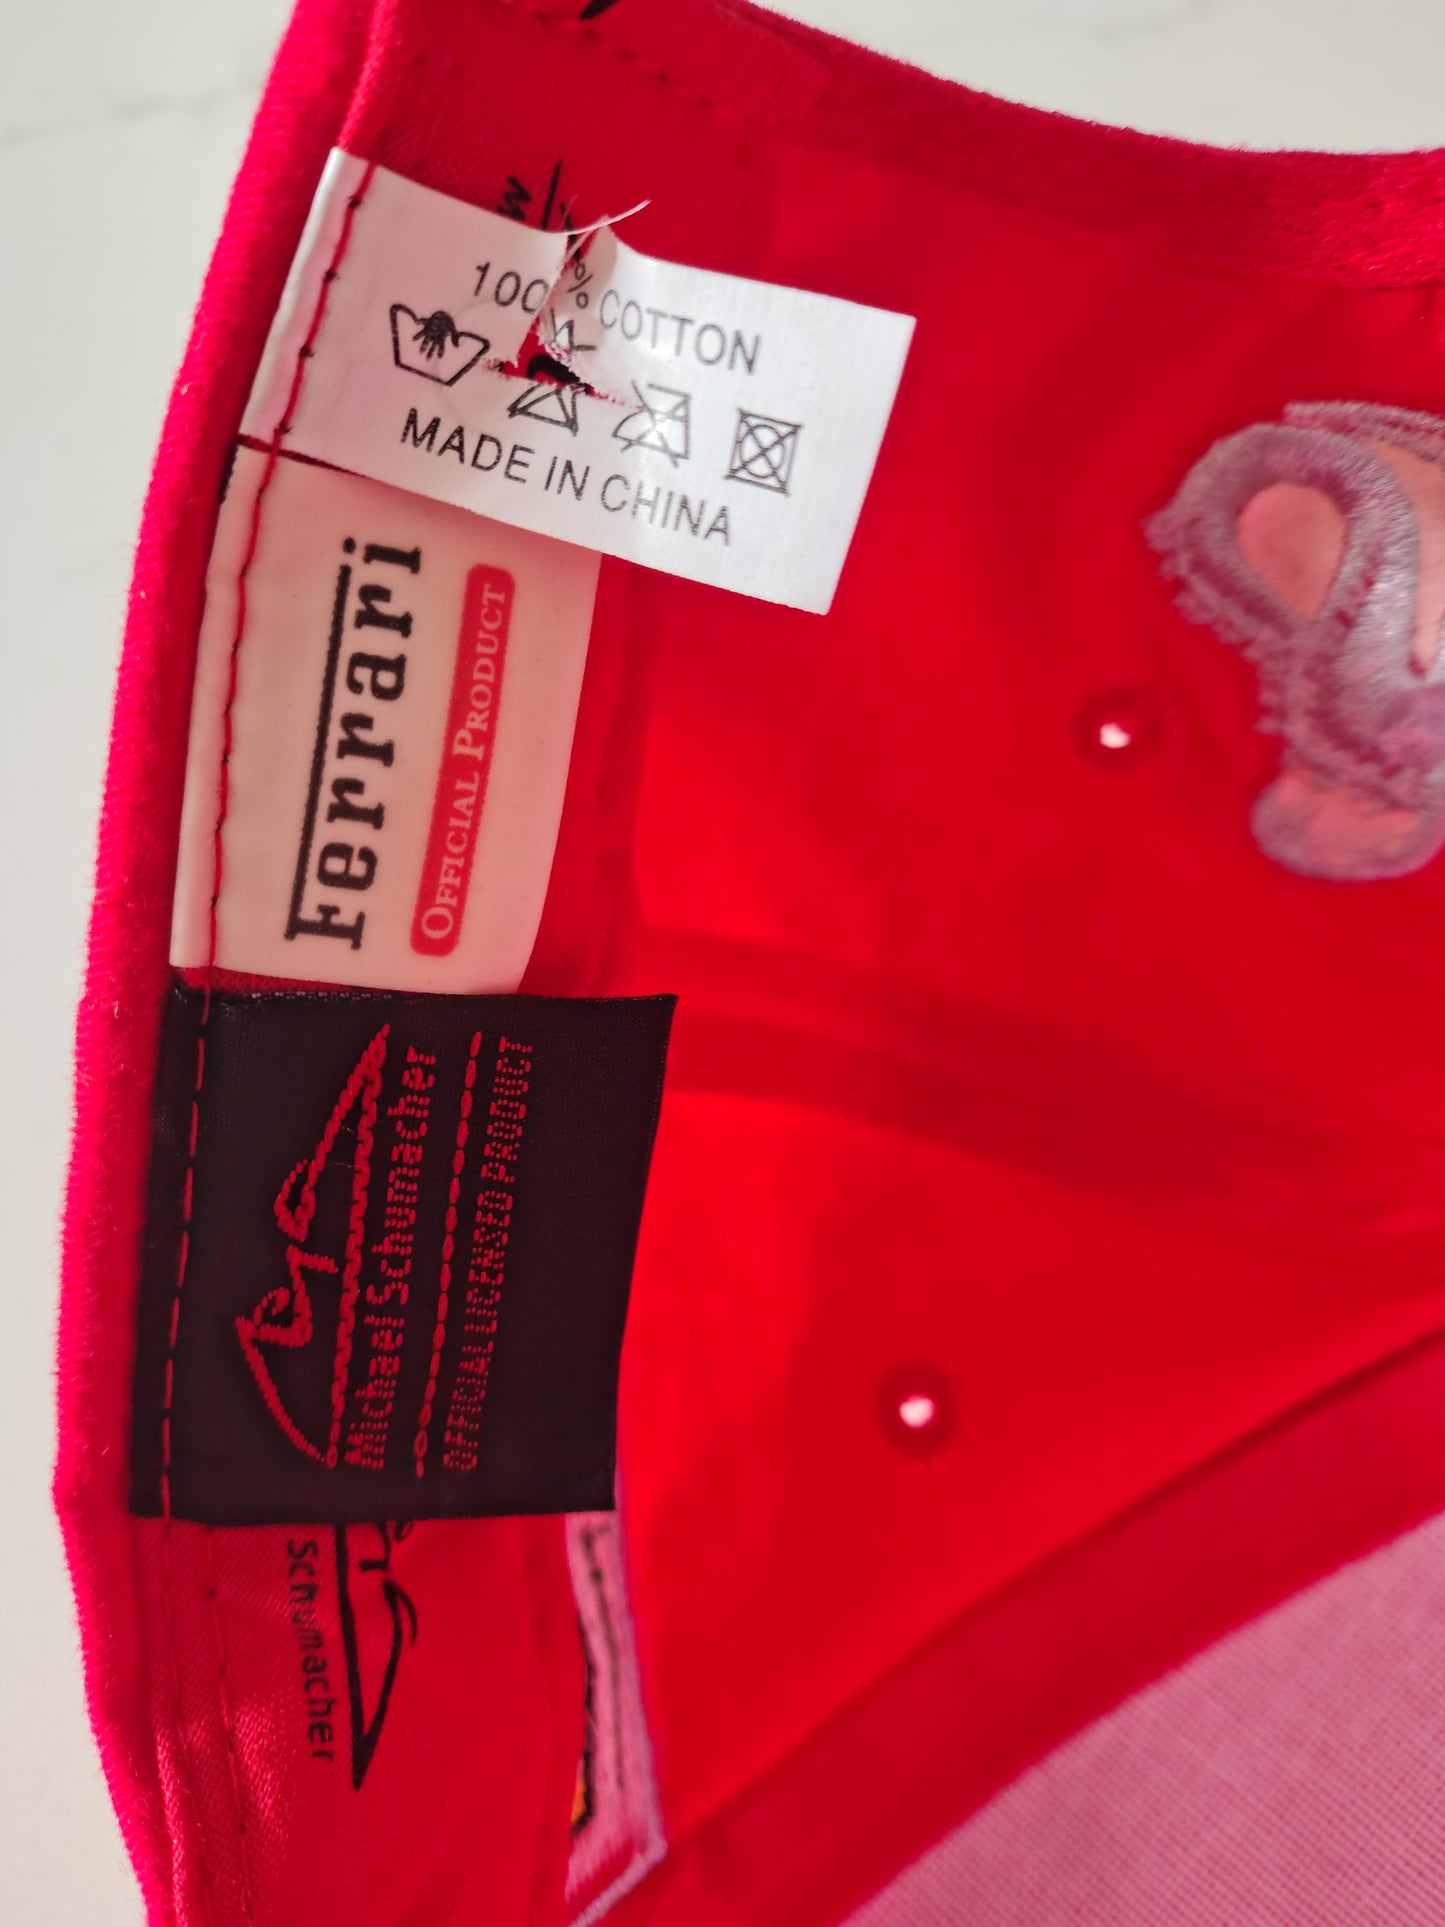 100% COTTON
MADE IN CHINA
Ferrari
OFFICIAL PRODUCT
Michael Schumacher
OFFICIAL LICENSED PRODUCT
Schumacher